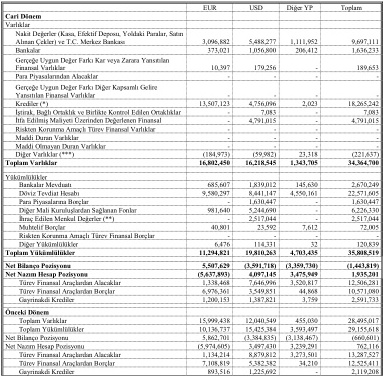 EUR USD Diğer YP Toplam
Cari Dönem
Varlıklar
Nakit Değerler (Kasa, Efektif Deposu, Yoldaki Paralar, Satın
Alınan Çekler) ve T.C. Merkez Bankası 3,096,882 5,488,277 1,111,952 9,697,111
Bankalar 373,021 1,056,800 206,412 1,636,233
Gerçeğe Uygun Değer Farkı Kar veya Zarara Yansıtılan
Finansal Varlıklar 10,397 179,256 - 189,653
Para Piyasalarından Alacaklar - - - -
Gerçeğe Uygun Değer Farkı Diğer Kapsamlı Gelire
Yansıtılan Finansal Varlıklar - - - -
Krediler (*) 13,507,123 4,756,096 2,023 18,265,242
İştirak, Bağlı Ortaklık ve Birlikte Kontrol Edilen Ortaklıklar - 7,083 - 7,083
İtfa Edilmiş Maliyeti Üzerinden Değerlenen Finansal - 4,791,015 - 4,791,015
Riskten Korunma Amaçlı Türev Finansal Varlıklar - - - -
Maddi Duran Varlıklar - - - -
Maddi Olmayan Duran Varlıklar - - - -
Diğer Varlıklar (***) (184,973) (59,982) 23,318 (221,637)
Toplam Varlıklar 16,802,450 16,218,545 1,343,705 34,364,700
Yükümlülükler
Bankalar Mevduatı 685,607 1,839,012 145,630 2,670,249
Döviz Tevdiat Hesabı 9,580,297 8,441,147 4,550,161 22,571,605
Para Piyasalarına Borçlar - 1,630,447 - 1,630,447
Diğer Mali Kuruluşlardan Sağlanan Fonlar 981,640 5,244,690 - 6,226,330
İhraç Edilen Menkul Değerler (**) - 2,517,044 - 2,517,044
Muhtelif Borçlar 40,801 23,592 7,612 72,005
Riskten Korunma Amaçlı Türev Finansal Borçlar - - - -
Diğer Yükümlülükler 6,476 114,331 32 120,839
Toplam Yükümlülükler 11,294,821 19,810,263 4,703,435 35,808,519
Net Bilanço Pozisyonu 5,507,629 (3,591,718) (3,359,730) (1,443,819)
Net Nazım Hesap Pozisyonu (5,637,893) 4,097,145 3,475,949 1,935,201
Türev Finansal Araçlardan Alacaklar 1,338,468 7,646,996 3,520,817 12,506,281
Türev Finansal Araçlardan Borçlar 6,976,361 3,549,851 44,868 10,571,080
Gayrinakdi Krediler 1,200,153 1,387,821 3,759 2,591,733
Önceki Dönem
Toplam Varlıklar 15,999,438 12,040,549 455,030 28,495,017
Toplam Yükümlülükler 10,136,737 15,425,384 3,593,497 29,155,618
Net Bilanço Pozisyonu 5,862,701 (3,384,835) (3,138,467) (660,601)
Net Nazım Hesap Pozisyonu (5,974,605) 3,497,430 3,239,291 762,116
Türev Finansal Araçlardan Alacaklar 1,134,214 8,879,812 3,273,501 13,287,527
Türev Finansal Araçlardan Borçlar 7,108,819 5,382,382 34,210 12,525,411
Gayrinakdi Krediler 893,516 1,225,692 - 2,119,208